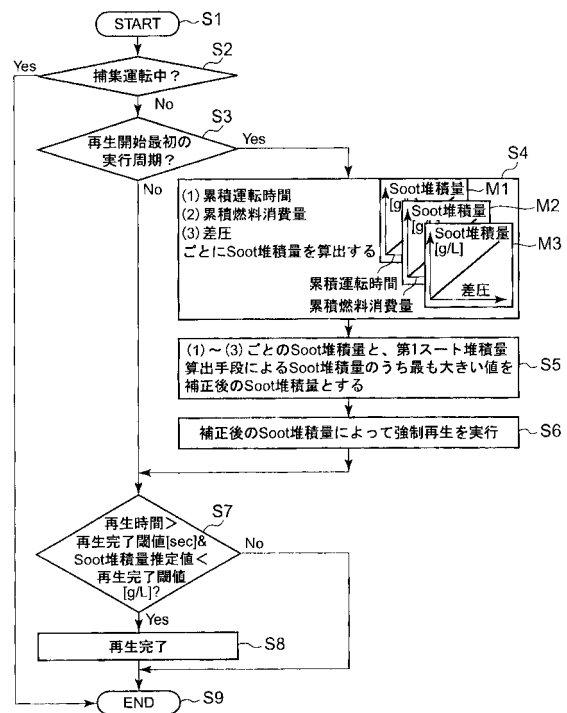 START
S1
S2
Yes
捕集運転中?
No
S3
再生開始最初の
実行周期?
Yes
No
S4
(1) 累積運転時間
(2) 累積燃料消費量
(3) 差圧
ごとにSoot堆積量を算出する
Soot堆積量
[g/
M1
Soot堆積量
[g/
M2
Soot堆積量
[g/L]
M3
差圧
累積運転時間
累積燃料消費量
(1)~(3)ごとのSoot堆積量と、第1スート堆積量
算出手段によるSoot堆積量のうち最も大きい値を
補正後のSoot堆積量とする
S5
補正後のSoot堆積量によって強制再生を実行
S6
S7
再生時間>
再生完了閾値[sec]&
Soot堆積量推定値<
再生完了閾値
[g/L]?
No
Yes
再生完了
S8
END
S9